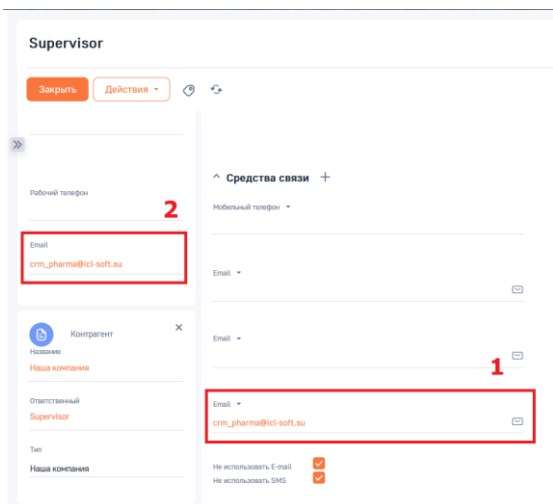 Supervisor
Закрыть
Действия
Рабочий телефон
2
Email
crm_pharma@icl-soft.su
Контрагент
Название
Наша компания
Ответственный
Supervisor
Тип
Наша компания
Средства связи
Мобильный телефон
Email
Email
1
Email
crm_pharma@icl-soft.su
Не использовать E-mail
Не использовать SMS